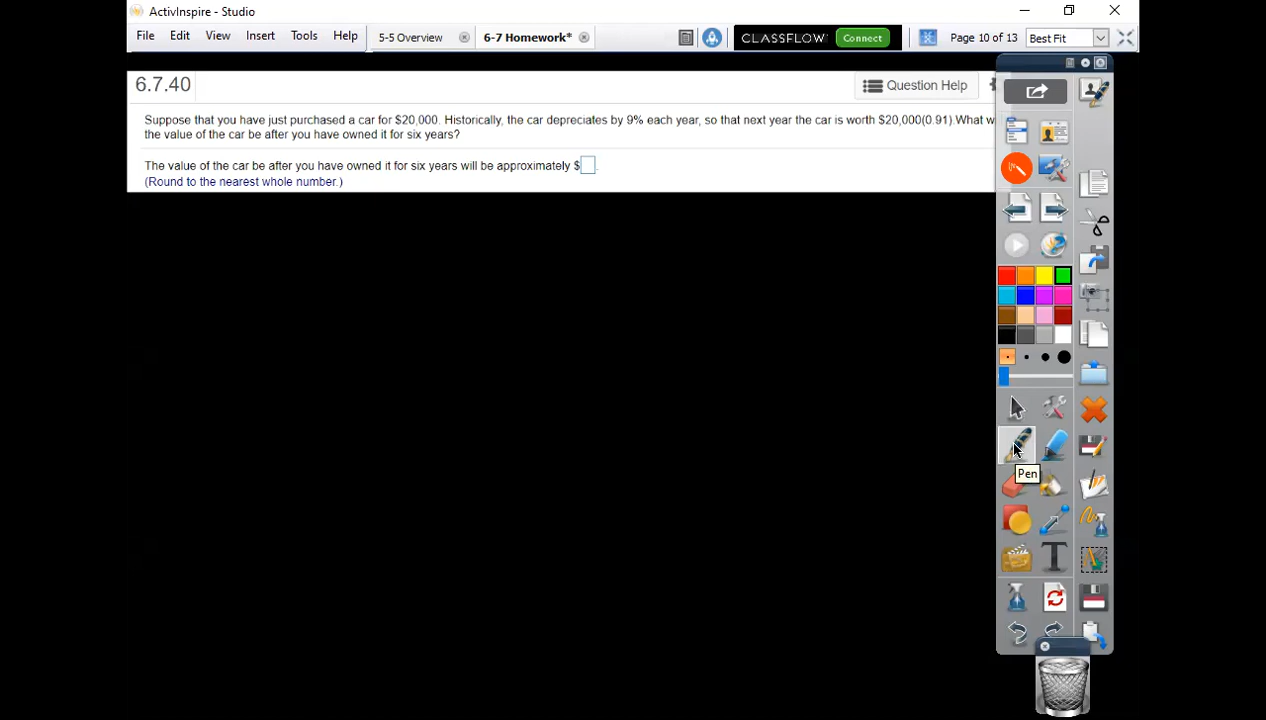 ActivInspire - Studio
File Edit View Insert Tools Help 5-5 Overview 6-7 Homework* CLASSFLOW Connect Page 10 of 13 Best Fit
6.7.40 Question Help
Suppose that you have just purchased a car for $20,000. Historically, the car depreciates by 9% each year, so that next year the car is worth $20,000(0.91).What w
the value of the car be after you have owned it for six years?
The value of the car be after you have owned it for six years will be approximately $ .
(Round to the nearest whole number.)
Pen
T